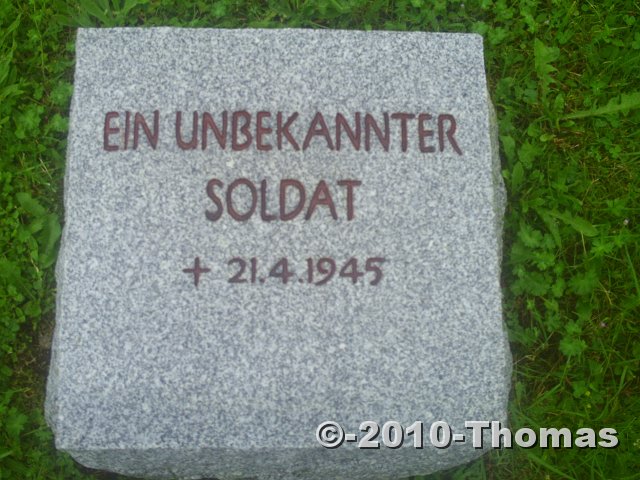 EIN UNBEKANNTER
SOLDAT
+ 21.4.1945
©-2010-Thomas